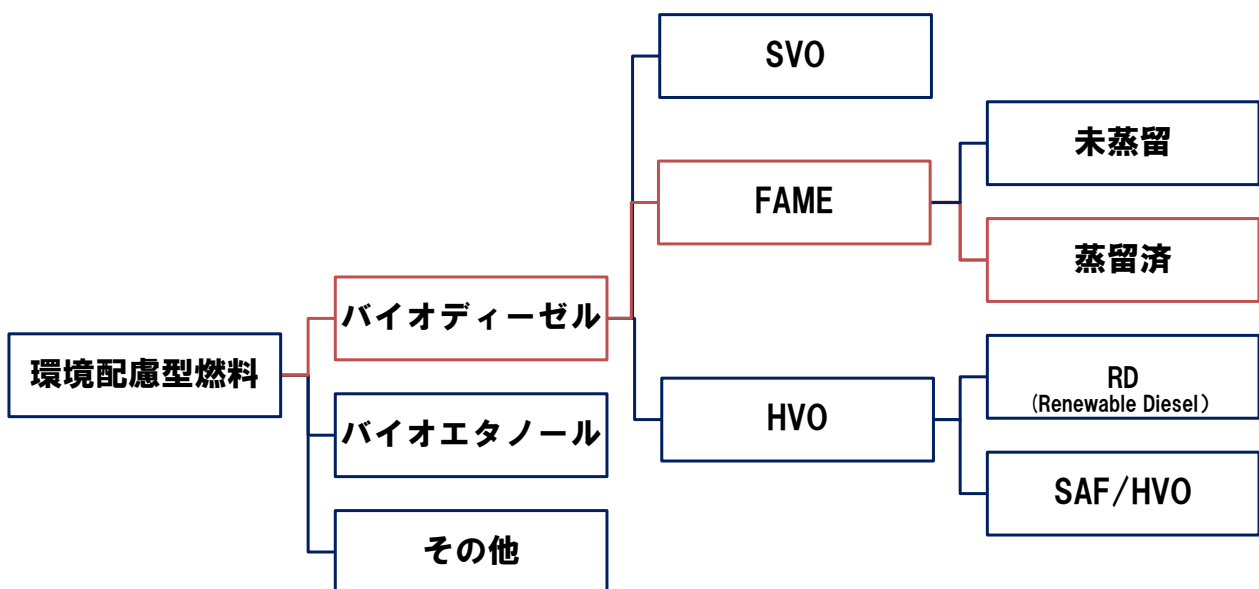 環境配慮型燃料
バイオディーゼル
バイオエタノール
その他
SVO
FAME
HVO
未蒸留
蒸留済
RD
(Renewable Diesel)
SAF/HVO